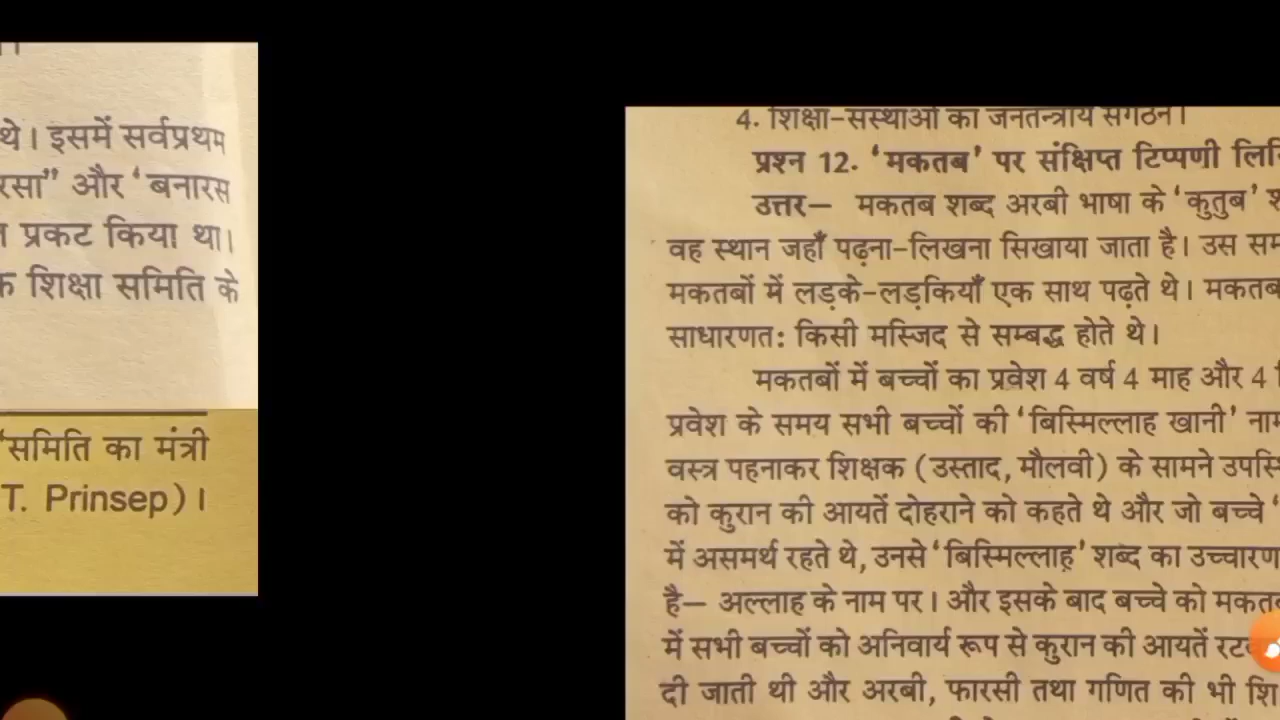 थे। इसमें सर्वप्रथम
रसा” और ‘बनारस
प्रकट किया था।
शिक्षा समिति के
‘समिति का मंत्री
T. Prinsep)।
4. शिक्षा-संस्थाओं का जनतन्त्रीय संगठन।
प्रश्न 12. ‘मकतब’ पर संक्षिप्त टिप्पणी
उत्तर— मकतब शब्द अरबी भाषा के ‘कुतुब’
वह स्थान जहाँ पढ़ना-लिखना सिखाया जाता है। उस
मकतबों में लड़के-लड़कियाँ एक साथ पढ़ते थे। मकतब
साधारणत: किसी मस्जिद से सम्बद्ध होते थे।
मकतबों में बच्चों का प्रवेश 4 वर्ष 4 माह और 4
प्रवेश के समय सभी बच्चों की ‘बिस्मिल्लाह खानी’
वस्त्र पहनाकर शिक्षक (उस्ताद, मौलवी) के सामने
को कुरान की आयतें दोहराने को कहते थे और जो बच्चे
में असमर्थ रहते थे, उनसे ‘बिस्मिल्लाह’ शब्द का उच्चारण
है— अल्लाह के नाम पर। और इसके बाद बच्चे को
में सभी बच्चों को अनिवार्य रूप से कुरान की आयतें
दी जाती थी और अरबी, फारसी तथा गणित की भी